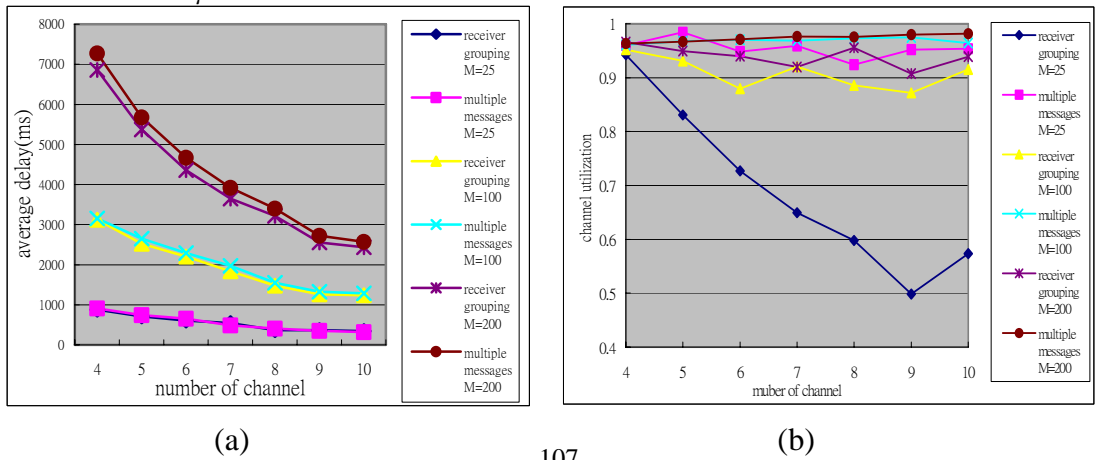 8000
7000
6000
5000
4000
3000
2000
1000
0
average delay(ms)
4 5 6 7 8 9 10
number of channel
receiver
grouping
M=25
multiple
messages
M=25
receiver
grouping
M=100
multiple
messages
M=100
receiver
grouping
M=200
multiple
messages
M=200
(a)
1
0.9
0.8
0.7
0.6
0.5
0.4
channel utilization
4 5 6 7 8 9 10
muber of channel
receiver
grouping
M=25
multiple
messages
M=25
receiver
grouping
M=100
multiple
messages
M=100
receiver
grouping
M=200
multiple
messages
M=200
(b)